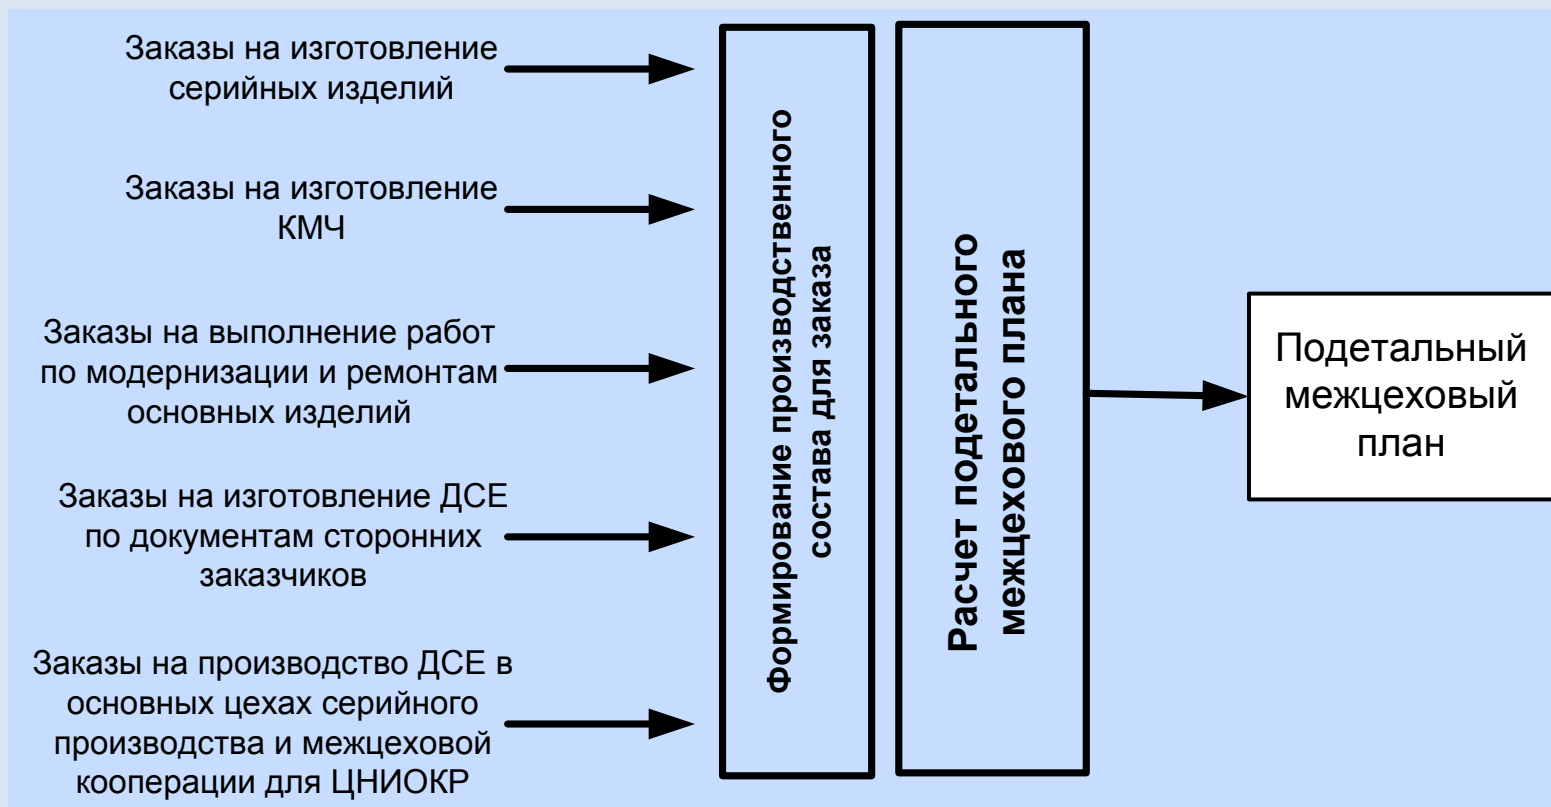 Заказы на изготовление
серийных изделий
Заказы на изготовление
КМЧ
Заказы на выполнение работ
по модернизации и ремонтам
основных изделий
Заказы на изготовление ДСЕ
по документам сторонних
заказчиков
Заказы на производство ДСЕ в
основных цехах серийного
производства и межцеховой
кооперации для ЦНИОКР
Формирование производственного
состава для заказа
Расчет подетального
межцехового плана
Подетальный
межцеховый
план